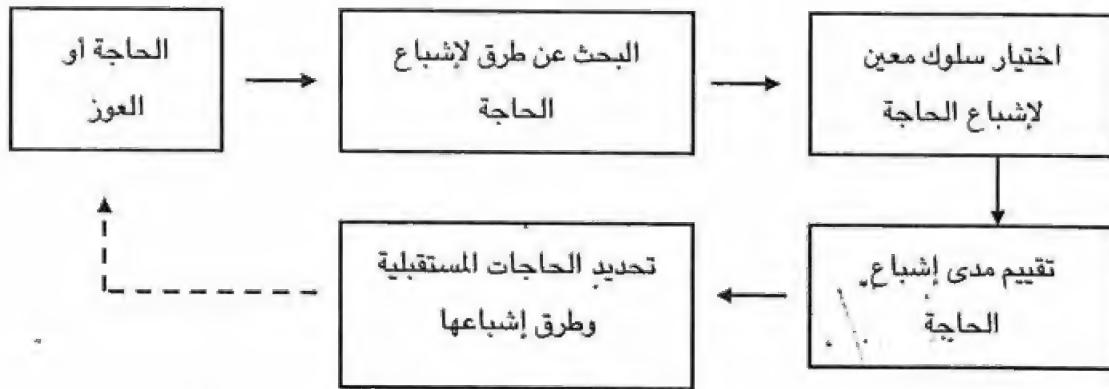 الحاجة أو
العوز
البحث عن طرق لإشباع
الحاجة
اختيار سلوك معين
لإشباع الحاجة
تقييم مدى إشباع
الحاجة
تحديد الحاجات المستقبلية
وطرق إشباعها